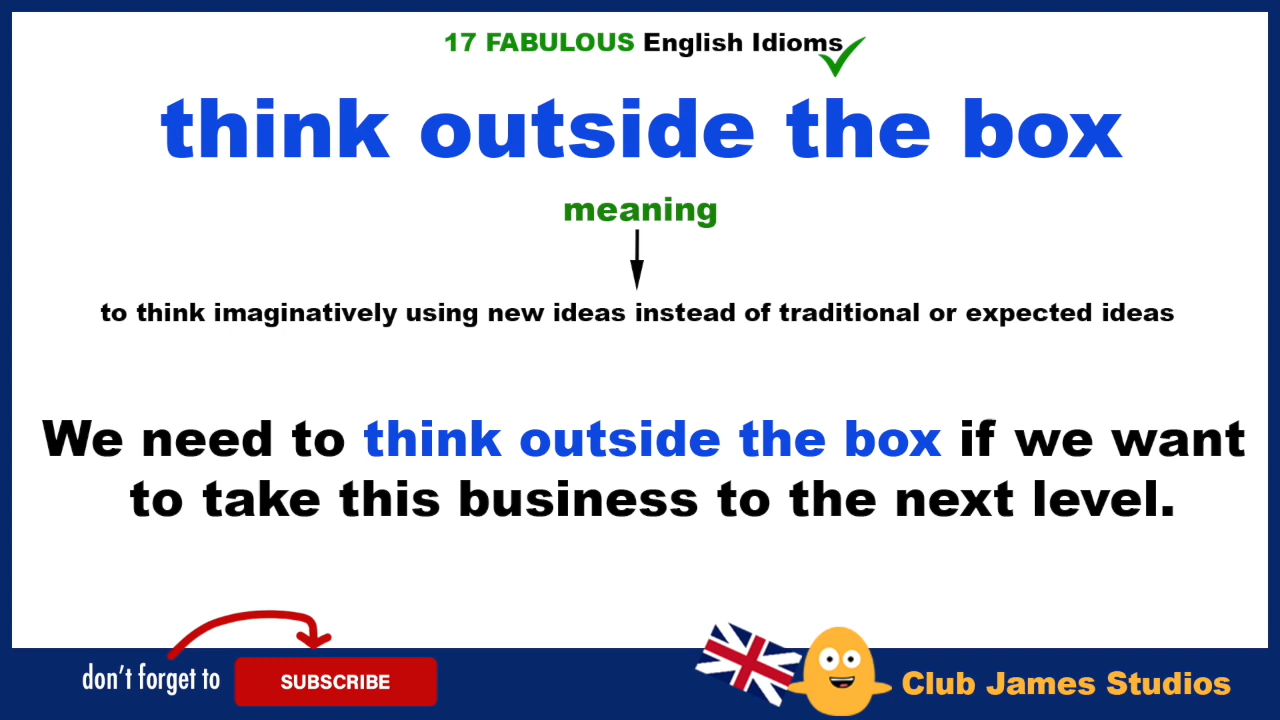 17 FABULOUS English Idioms
think outside the box
meaning
to think imaginatively using new ideas instead of traditional or expected ideas
We need to think outside the box if we want
to take this business to the next level.
don't forget to SUBSCRIBE
Club James Studios